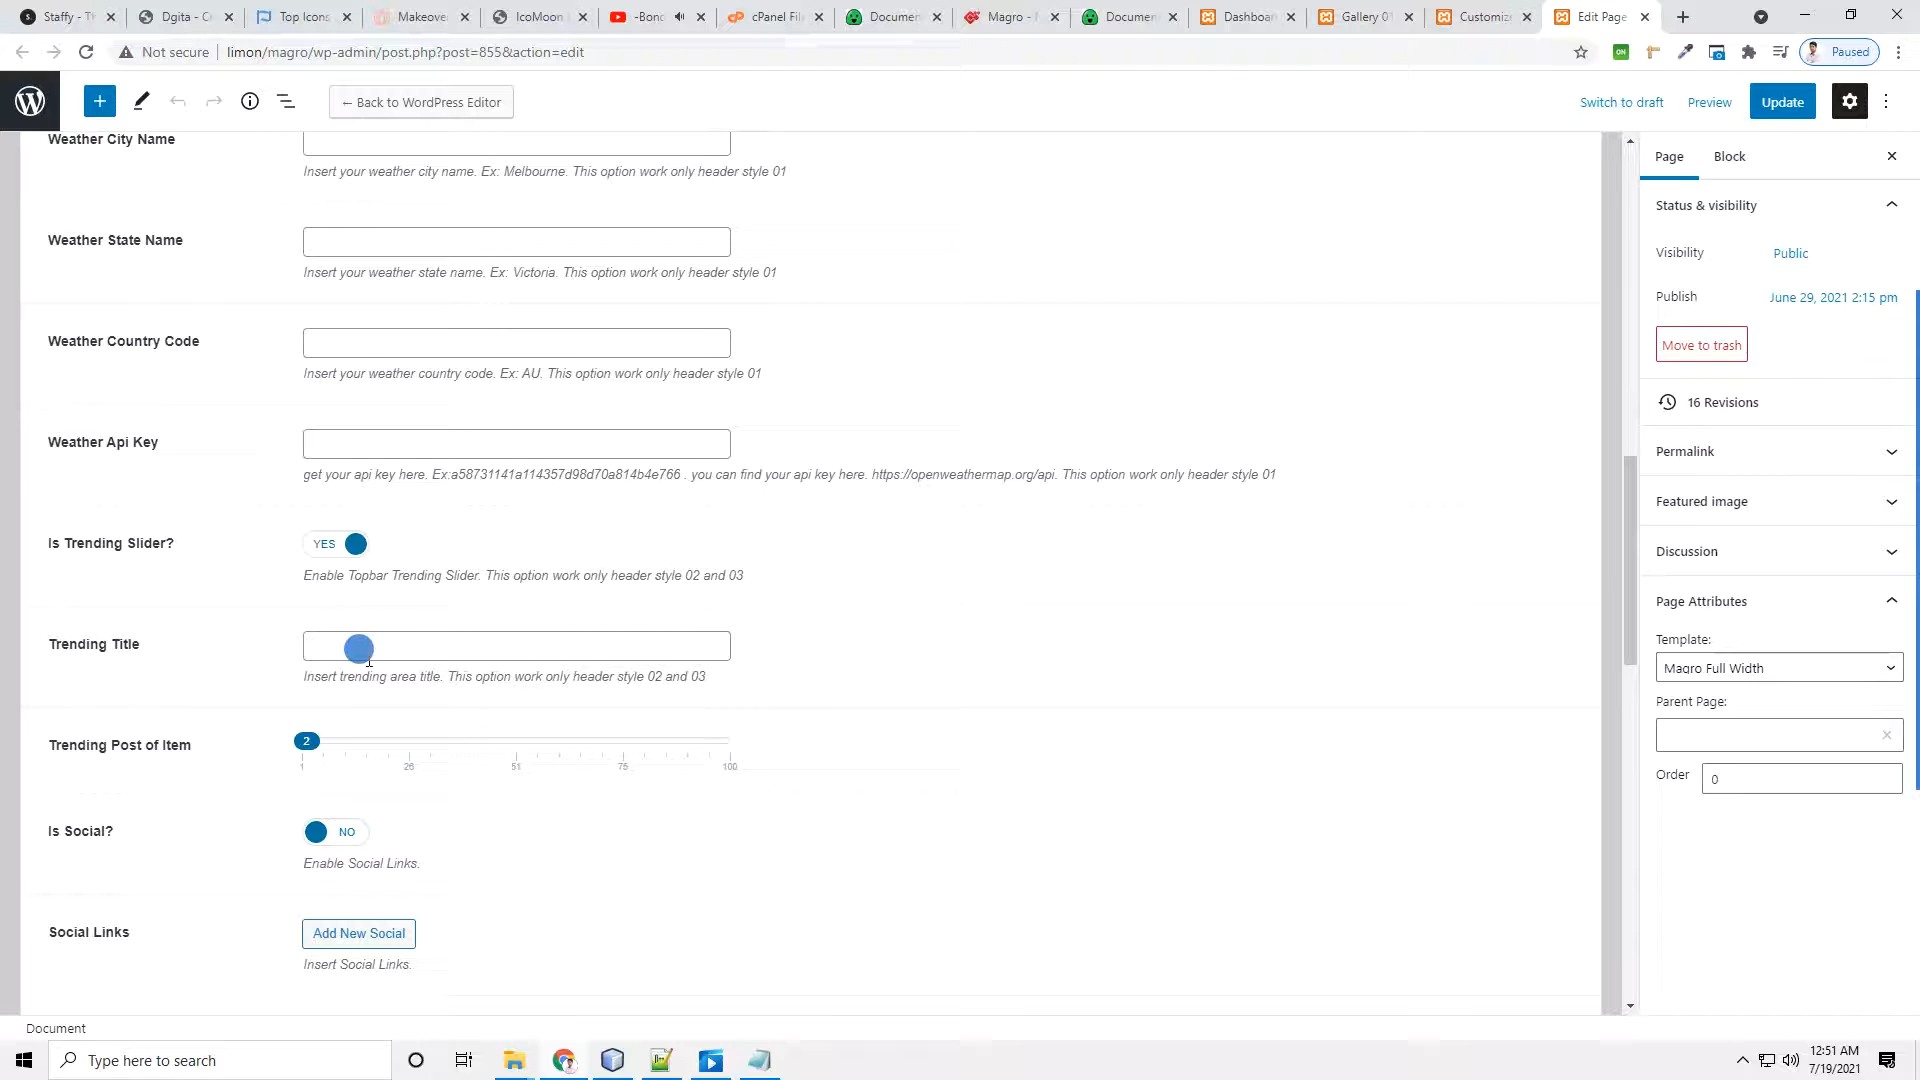 Staffy - Th
Dgita - Cr
Top Icons
Makeover
IcoMoon
-Bond
cPanel File
Documen
Magro - M
Documen
Dashboar
Gallery 01
Customize
Edit Page
Not secure
limon/magro/wp-admin/post.php?post=855&action=edit
ON
Paused
← Back to WordPress Editor
Switch to draft
Preview
Update
Weather City Name
Insert your weather city name. Ex: Melbourne. This option work only header style 01
Weather State Name
Insert your weather state name. Ex: Victoria. This option work only header style 01
Weather Country Code
Insert your weather country code. Ex: AU. This option work only header style 01
Weather Api Key
get your api key here. Ex:a58731141a114357d98d70a814b4e766 . you can find your api key here. https://openweathermap.org/api. This option work only header style 01
Is Trending Slider?
YES
Enable Topbar Trending Slider. This option work only header style 02 and 03
Trending Title
Insert trending area title. This option work only header style 02 and 03
Trending Post of Item
2
1 26 51 75 100
Is Social?
NO
Enable Social Links.
Social Links
Add New Social
Insert Social Links.
Page
Block
Status & visibility
Visibility
Public
Publish
June 29, 2021 2:15 pm
Move to trash
16 Revisions
Permalink
Featured image
Discussion
Page Attributes
Template:
Magro Full Width
Parent Page:
Order
0
Document
Type here to search
12:51 AM
7/19/2021